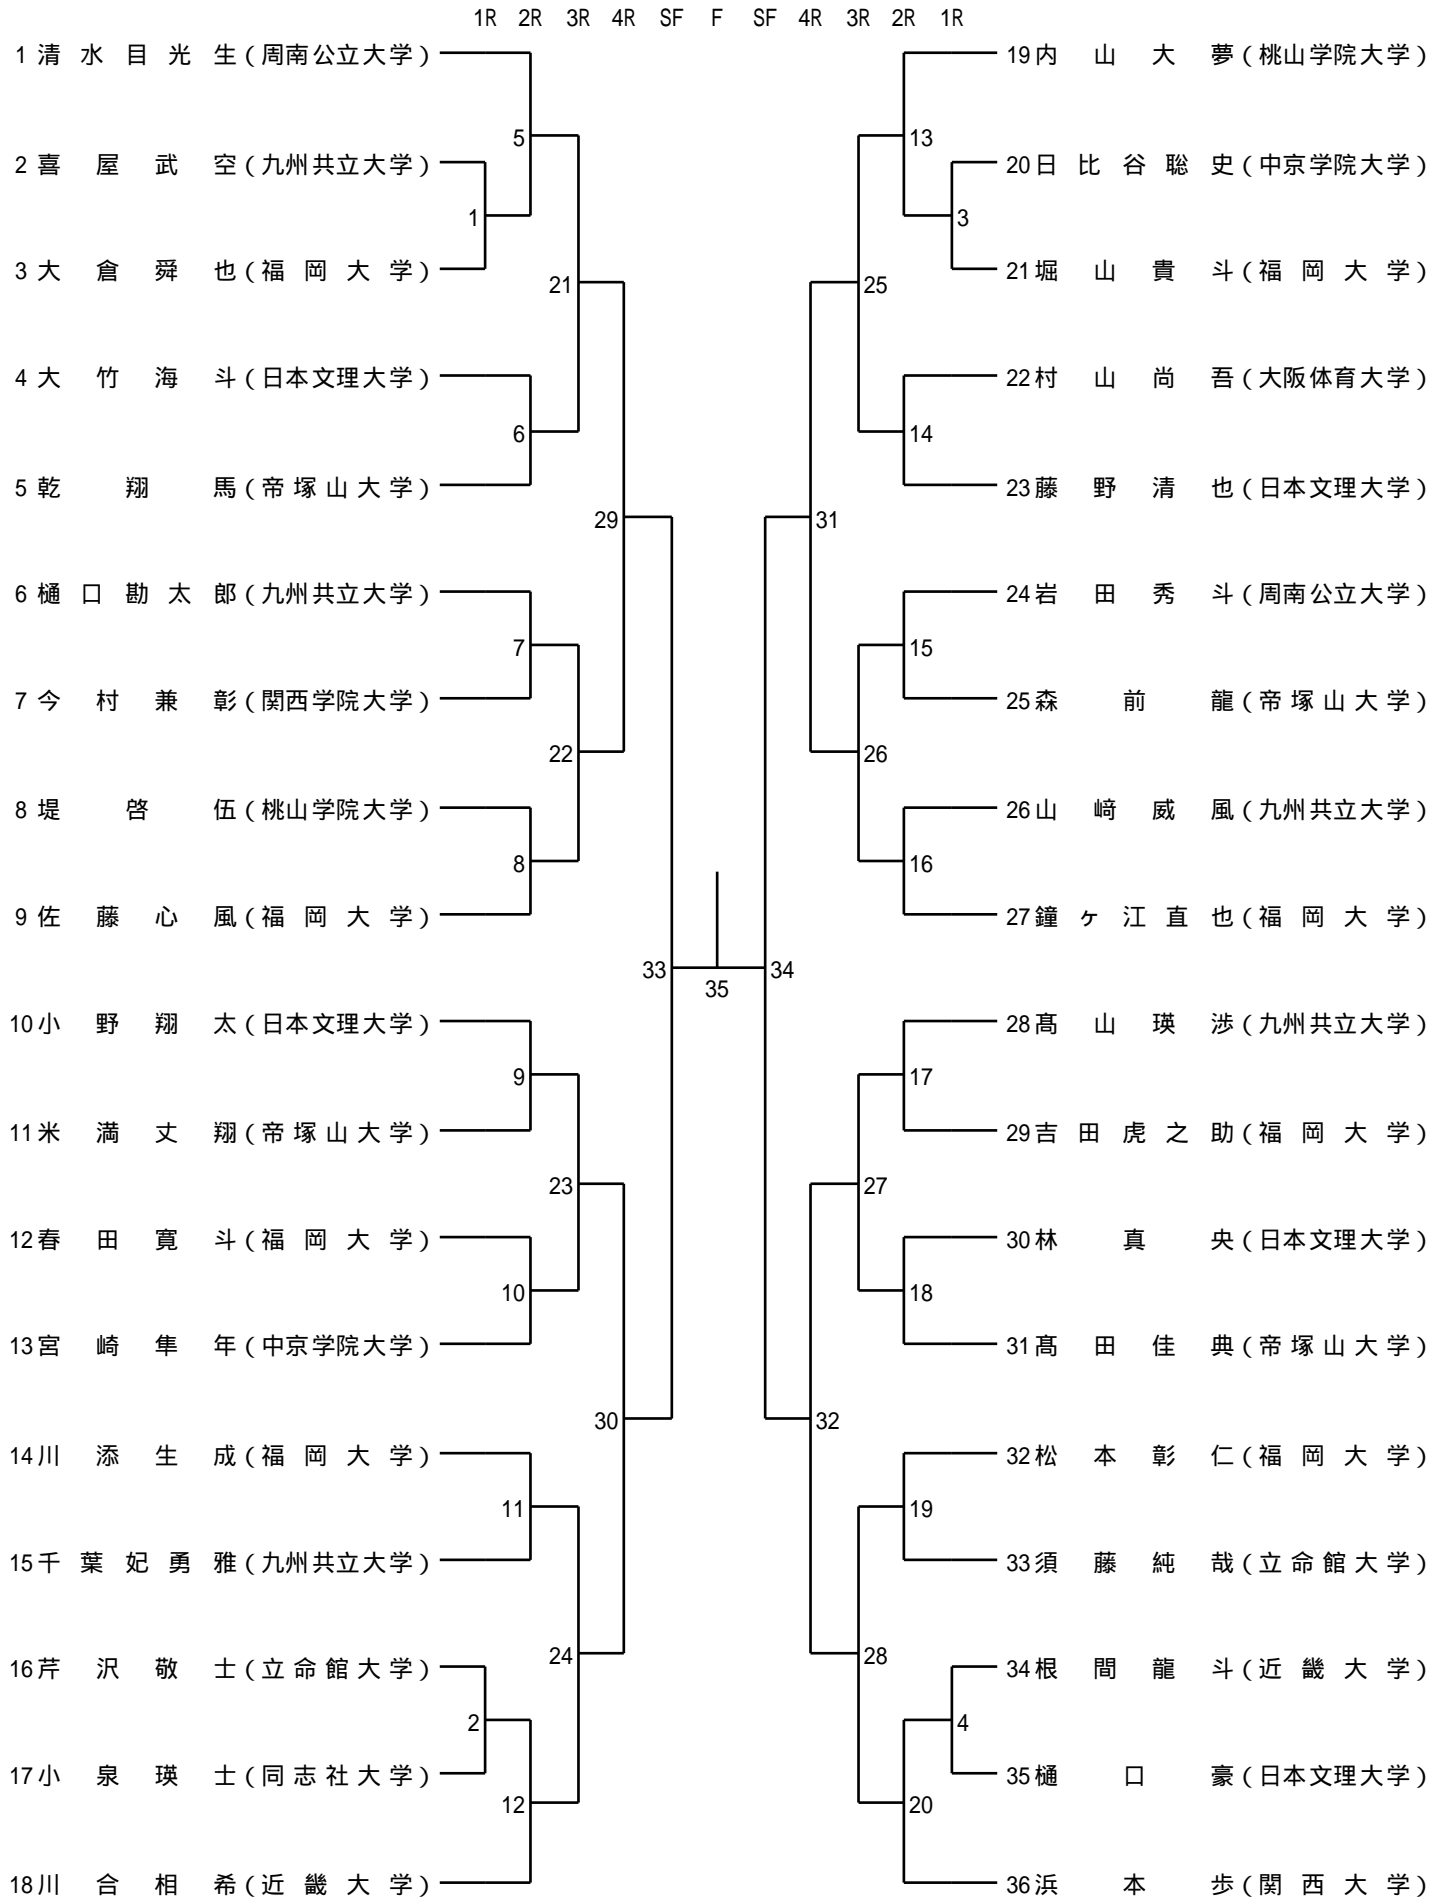 1R 2R 3R 4R SF F SF 4R 3R 2R 1R
1 清水目光生(周南公立大学)
2 喜屋武空(九州共立大学)
3 大倉舜也(福岡大学)
4 大竹海斗(日本文理大学)
5 乾翔馬(帝塚山大学)
6 樋口勘太郎(九州共立大学)
7 今村兼彰(関西学院大学)
8 堤啓伍(桃山学院大学)
9 佐藤心風(福岡大学)
10 小野翔太(日本文理大学)
11 米満丈翔(帝塚山大学)
12 春田寛斗(福岡大学)
13 宮崎隼年(中京学院大学)
14 川添生成(福岡大学)
15 千葉妃勇雅(九州共立大学)
16 芹沢敬士(立命館大学)
17 小泉瑛士(同志社大学)
18 川合相希(近畿大学)
5
1
21
6
29
7
22
8
33
9
23
10
30
11
24
2
12
35
13
3
25
14
31
15
26
16
34
17
27
18
32
19
28
4
20
19 内山大夢(桃山学院大学)
20 日比谷聡史(中京学院大学)
21 堀山貴斗(福岡大学)
22 村山尚吾(大阪体育大学)
23 藤野清也(日本文理大学)
24 岩田秀斗(周南公立大学)
25 森前龍(帝塚山大学)
26 山﨑威風(九州共立大学)
27 鐘ヶ江直也(福岡大学)
28 髙山瑛渉(九州共立大学)
29 吉田虎之助(福岡大学)
30 林真央(日本文理大学)
31 髙田佳典(帝塚山大学)
32 松本彰仁(福岡大学)
33 須藤純哉(立命館大学)
34 根間龍斗(近畿大学)
35 樋口豪(日本文理大学)
36 浜本歩(関西大学)